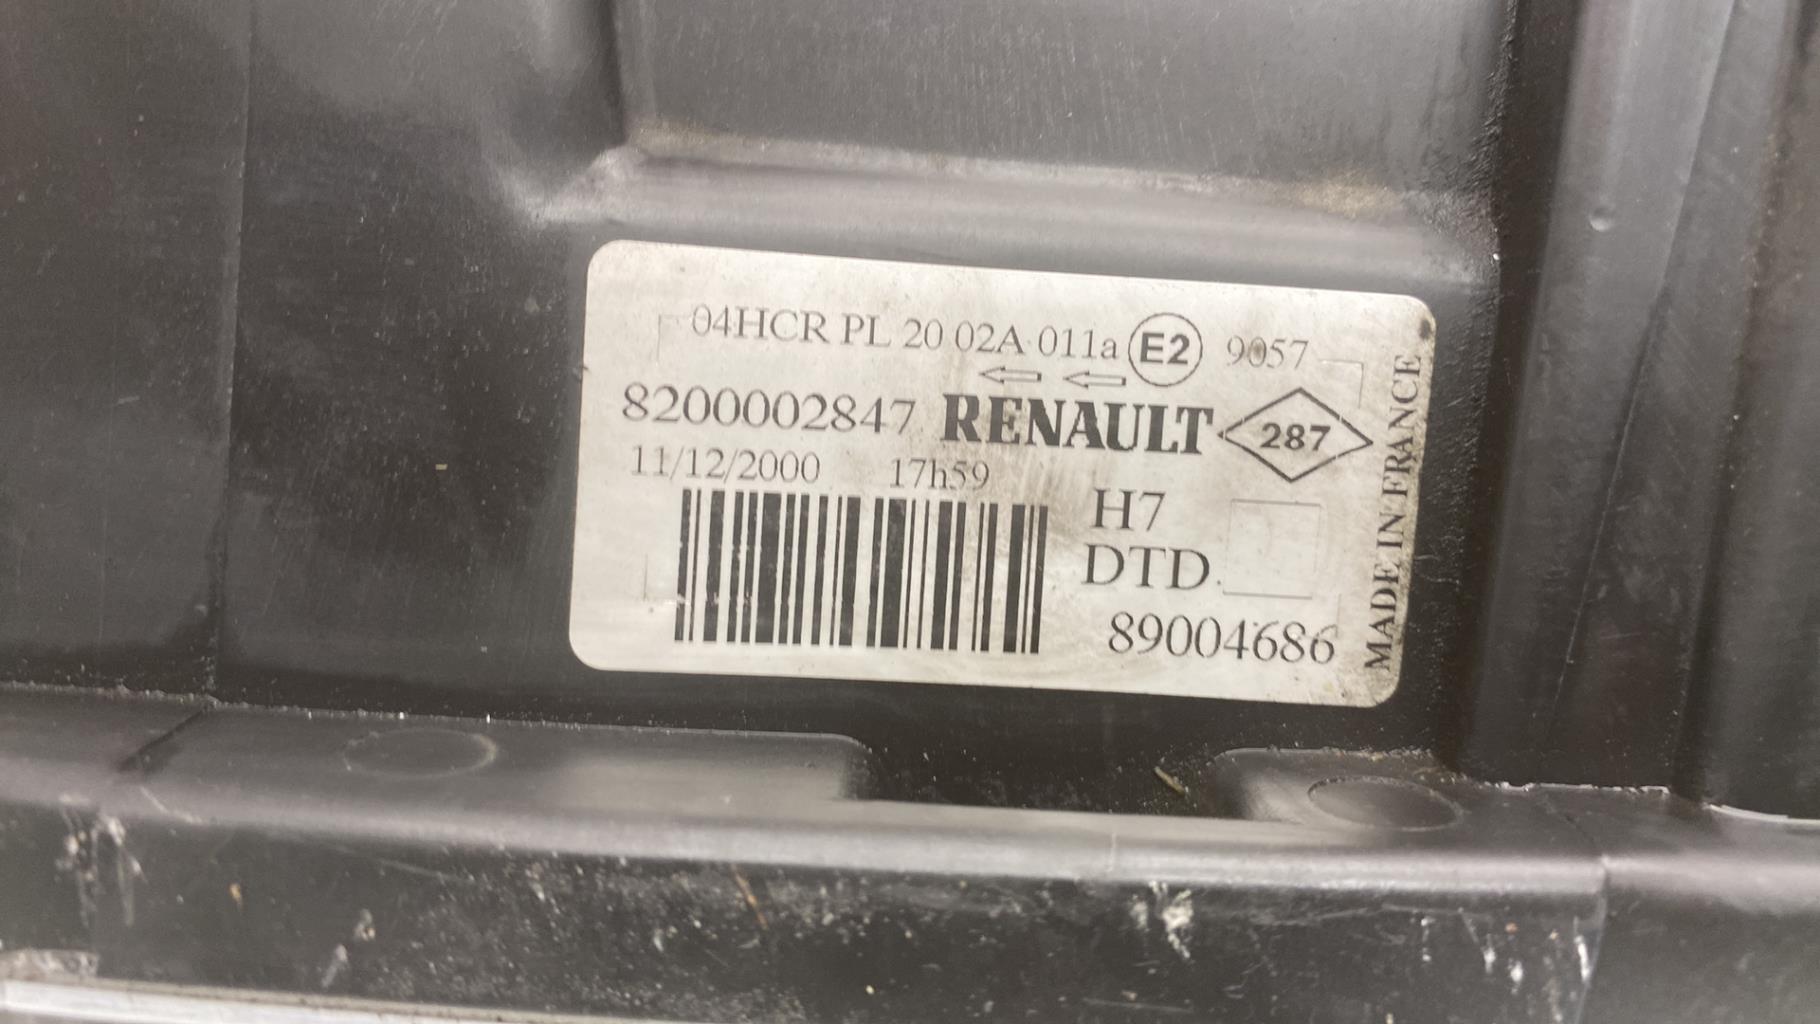 04HCR PL 20 02A 011a E2 9057
8200002847 RENAULT 287
11/12/2000 17h59
H7
DTD
89004686
MADE IN FRANCE